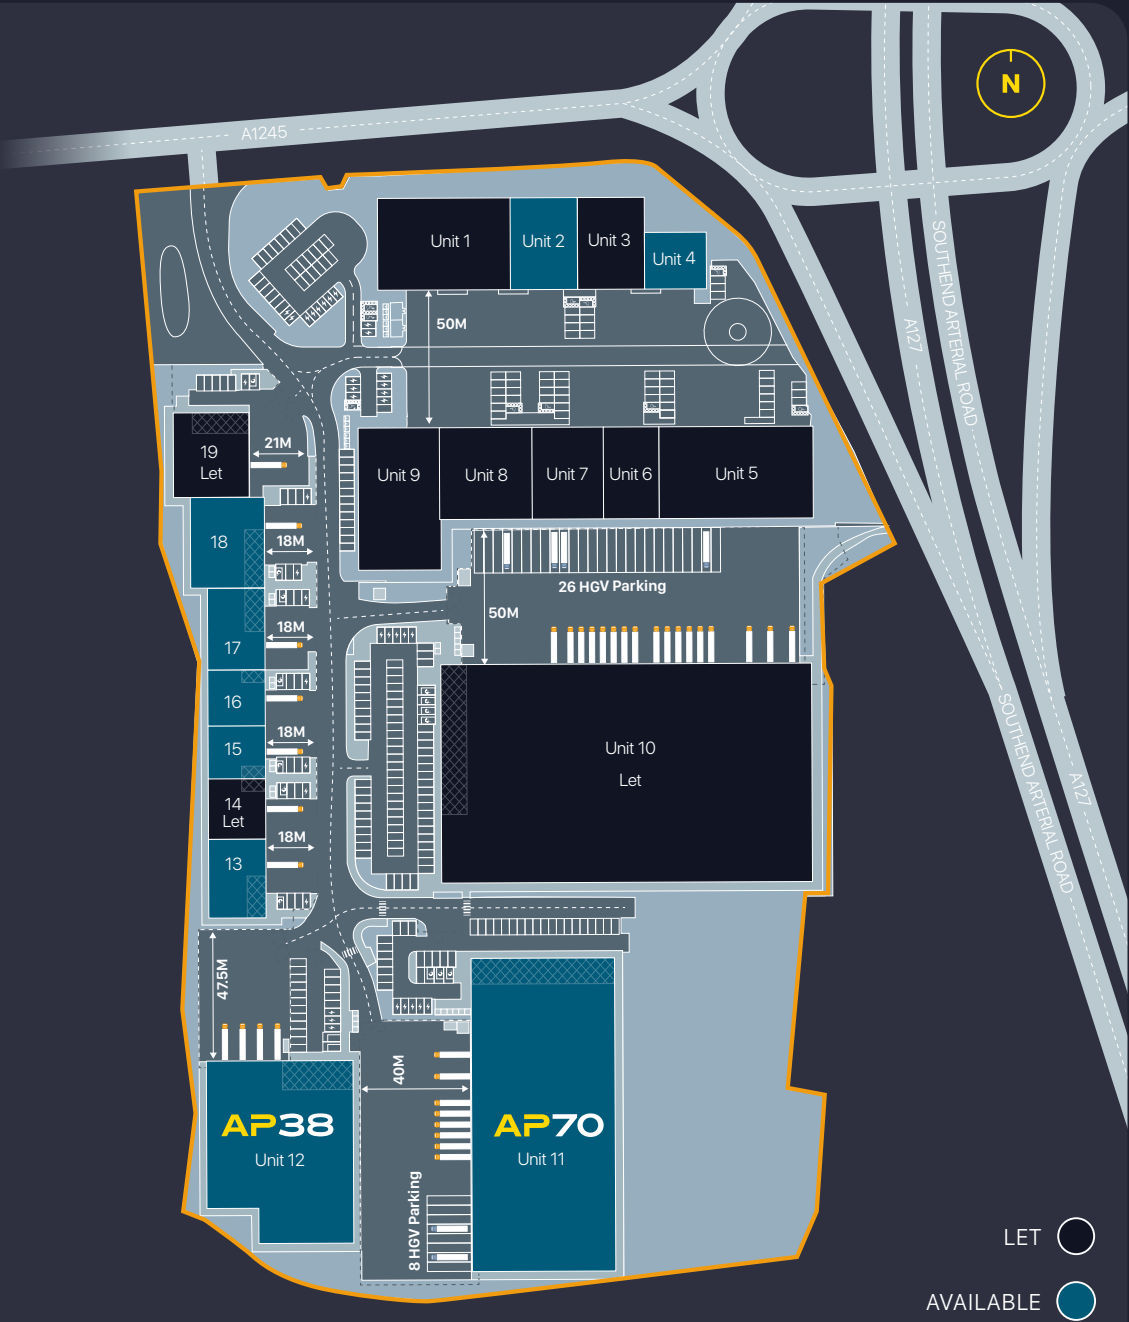 N
A1245
Unit 1
Unit 2
Unit 3
Unit 4
SOUTHEND ARTERIAL ROAD
A127
50M
19
Let
21M
Unit 9
Unit 8
Unit 7
Unit 6
Unit 5
18
18M
26 HGV Parking
50M
17
18M
16
15
18M
14
Let
13
18M
Unit 10
Let
SOUTHEND ARTERIAL ROAD
A127
47.5M
40M
AP38
Unit 12
AP70
Unit 11
8 HGV Parking
LET
AVAILABLE